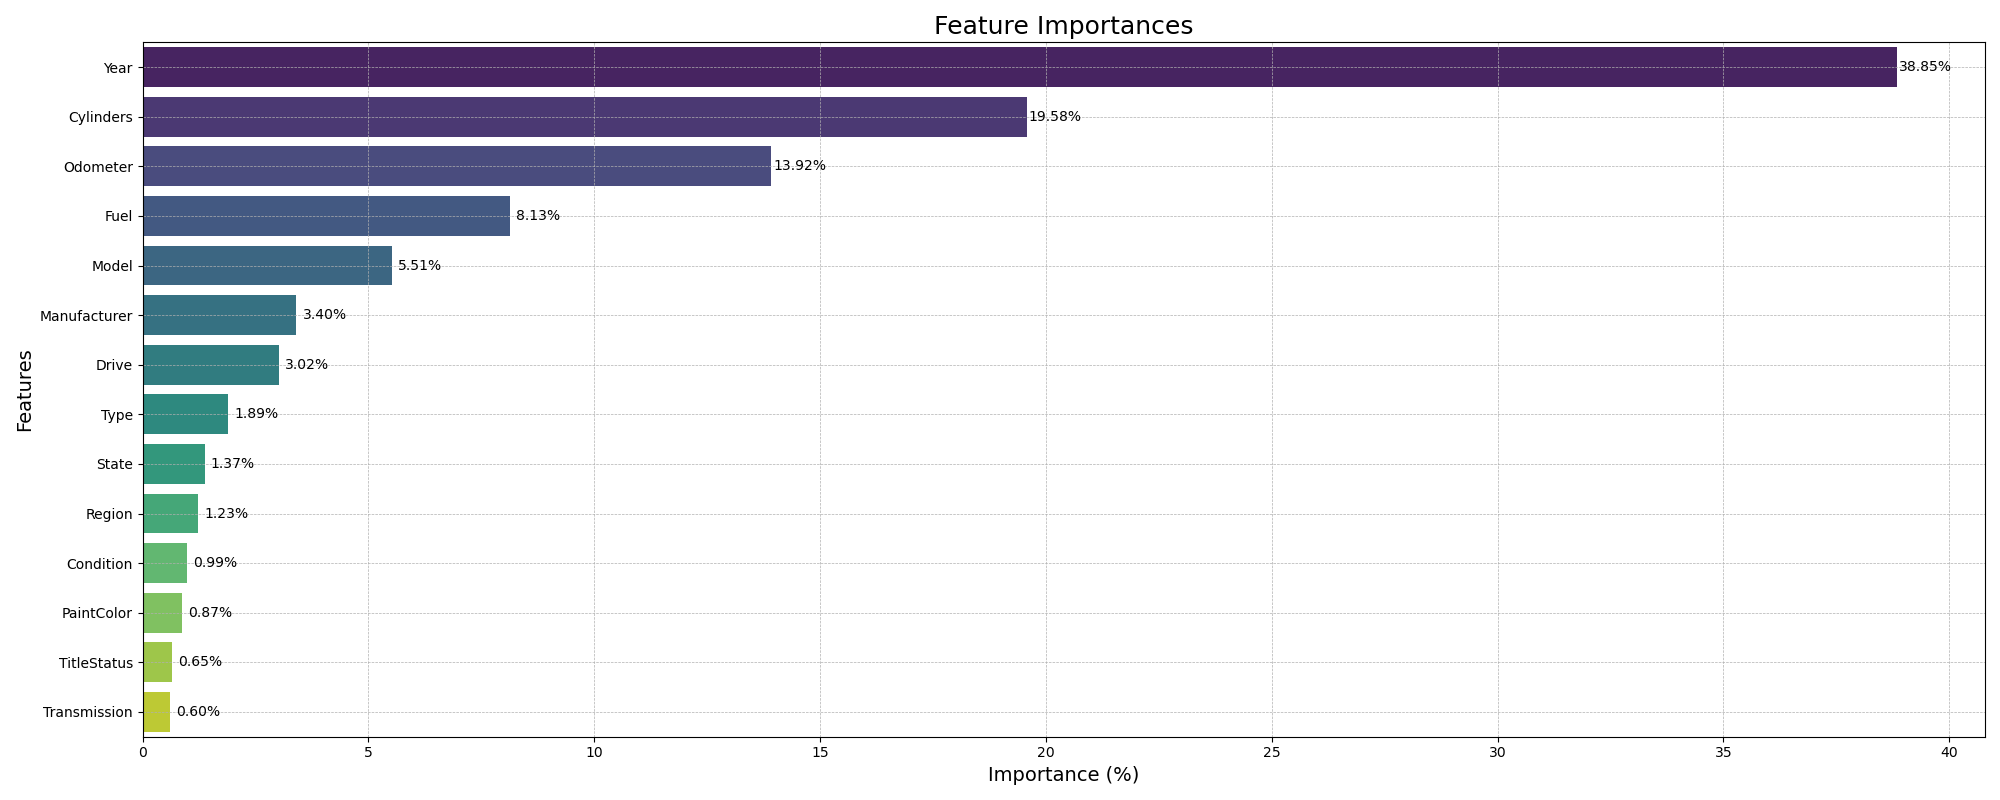 Feature Importances
Features
Year 38.85%
Cylinders 19.58%
Odometer 13.92%
Fuel 8.13%
Model 5.51%
Manufacturer 3.40%
Drive 3.02%
Type 1.89%
State 1.37%
Region 1.23%
Condition 0.99%
PaintColor 0.87%
TitleStatus 0.65%
Transmission 0.60%
0 5 10 15 20 25 30 35 40
Importance (%)